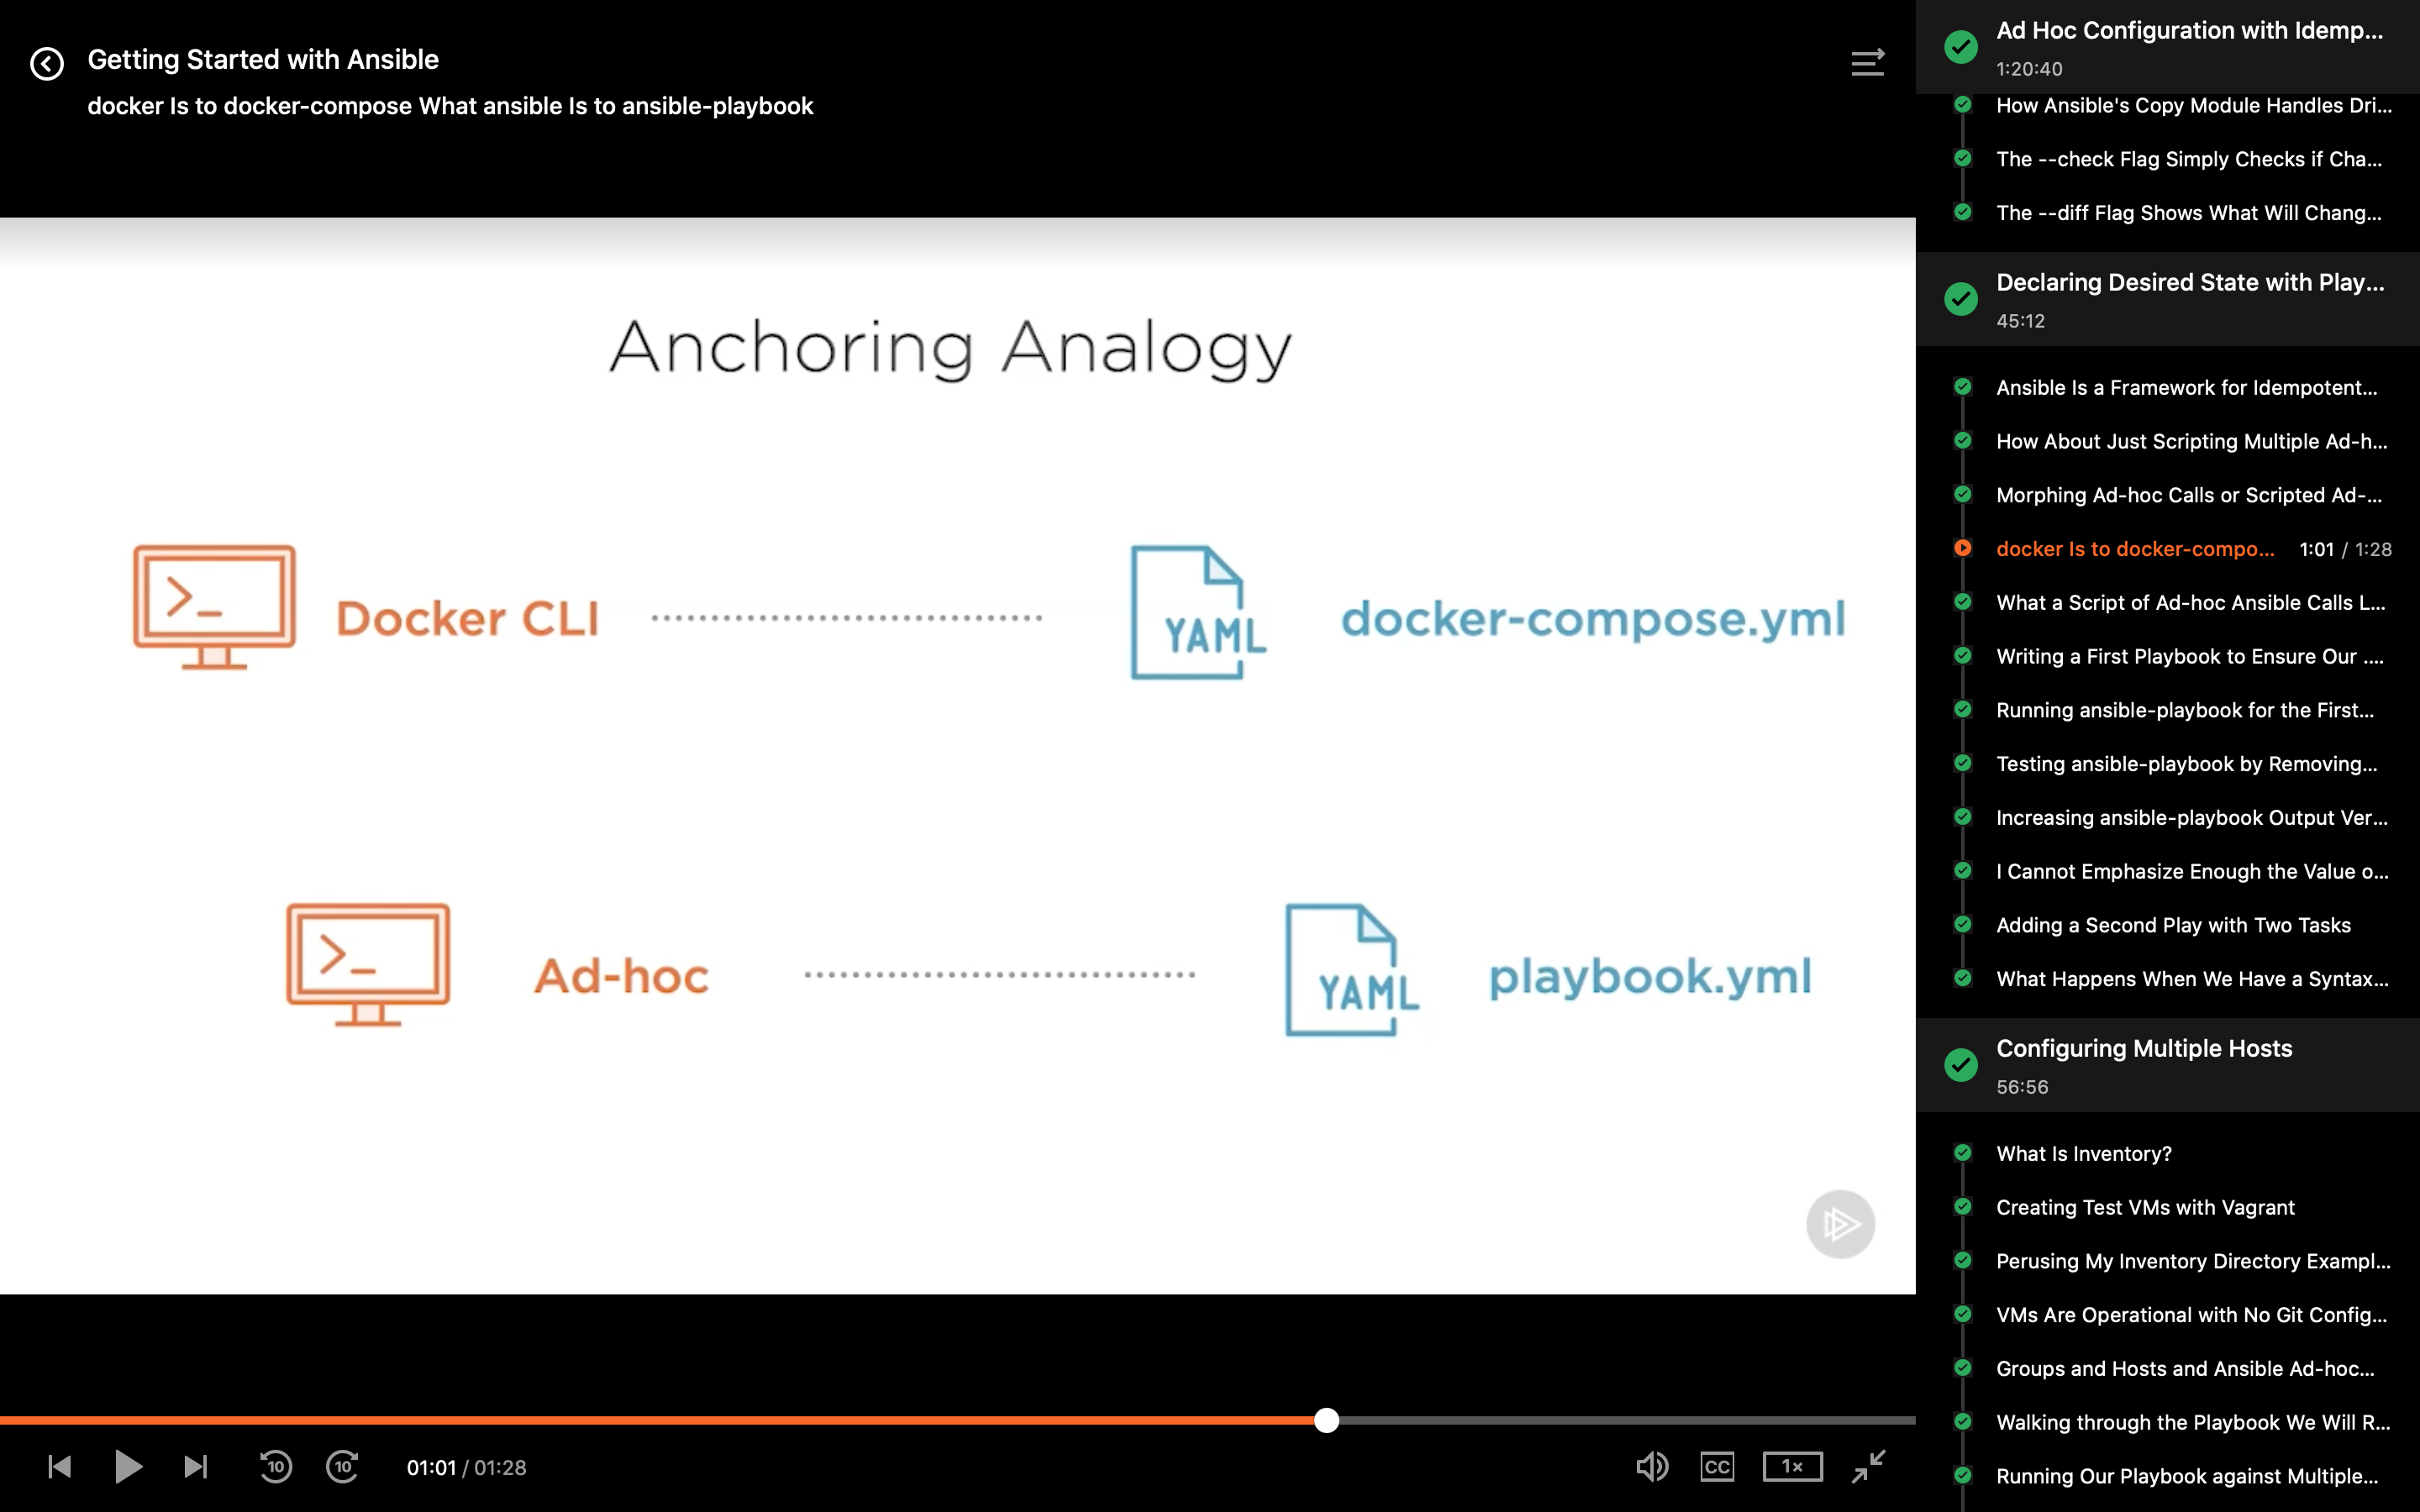 Getting Started with Ansible
docker Is to docker-compose What ansible Is to ansible-playbook
Anchoring Analogy
>_ Docker CLI
YAML docker-compose.yml
>_ Ad-hoc
YAML playbook.yml
10
10
01:01 / 01:28
CC
1×
Ad Hoc Configuration with Idemp...
1:20:40
How Ansible's Copy Module Handles Dri...
The --check Flag Simply Checks if Cha...
The --diff Flag Shows What Will Chang...
Declaring Desired State with Play...
45:12
Ansible Is a Framework for Idempotent...
How About Just Scripting Multiple Ad-h...
Morphing Ad-hoc Calls or Scripted Ad-...
docker Is to docker-compo... 1:01 / 1:28
What a Script of Ad-hoc Ansible Calls L...
Writing a First Playbook to Ensure Our ....
Running ansible-playbook for the First...
Testing ansible-playbook by Removing...
Increasing ansible-playbook Output Ver...
I Cannot Emphasize Enough the Value o...
Adding a Second Play with Two Tasks
What Happens When We Have a Syntax...
Configuring Multiple Hosts
56:56
What Is Inventory?
Creating Test VMs with Vagrant
Perusing My Inventory Directory Exampl...
VMs Are Operational with No Git Config...
Groups and Hosts and Ansible Ad-hoc...
Walking through the Playbook We Will R...
Running Our Playbook against Multiple...